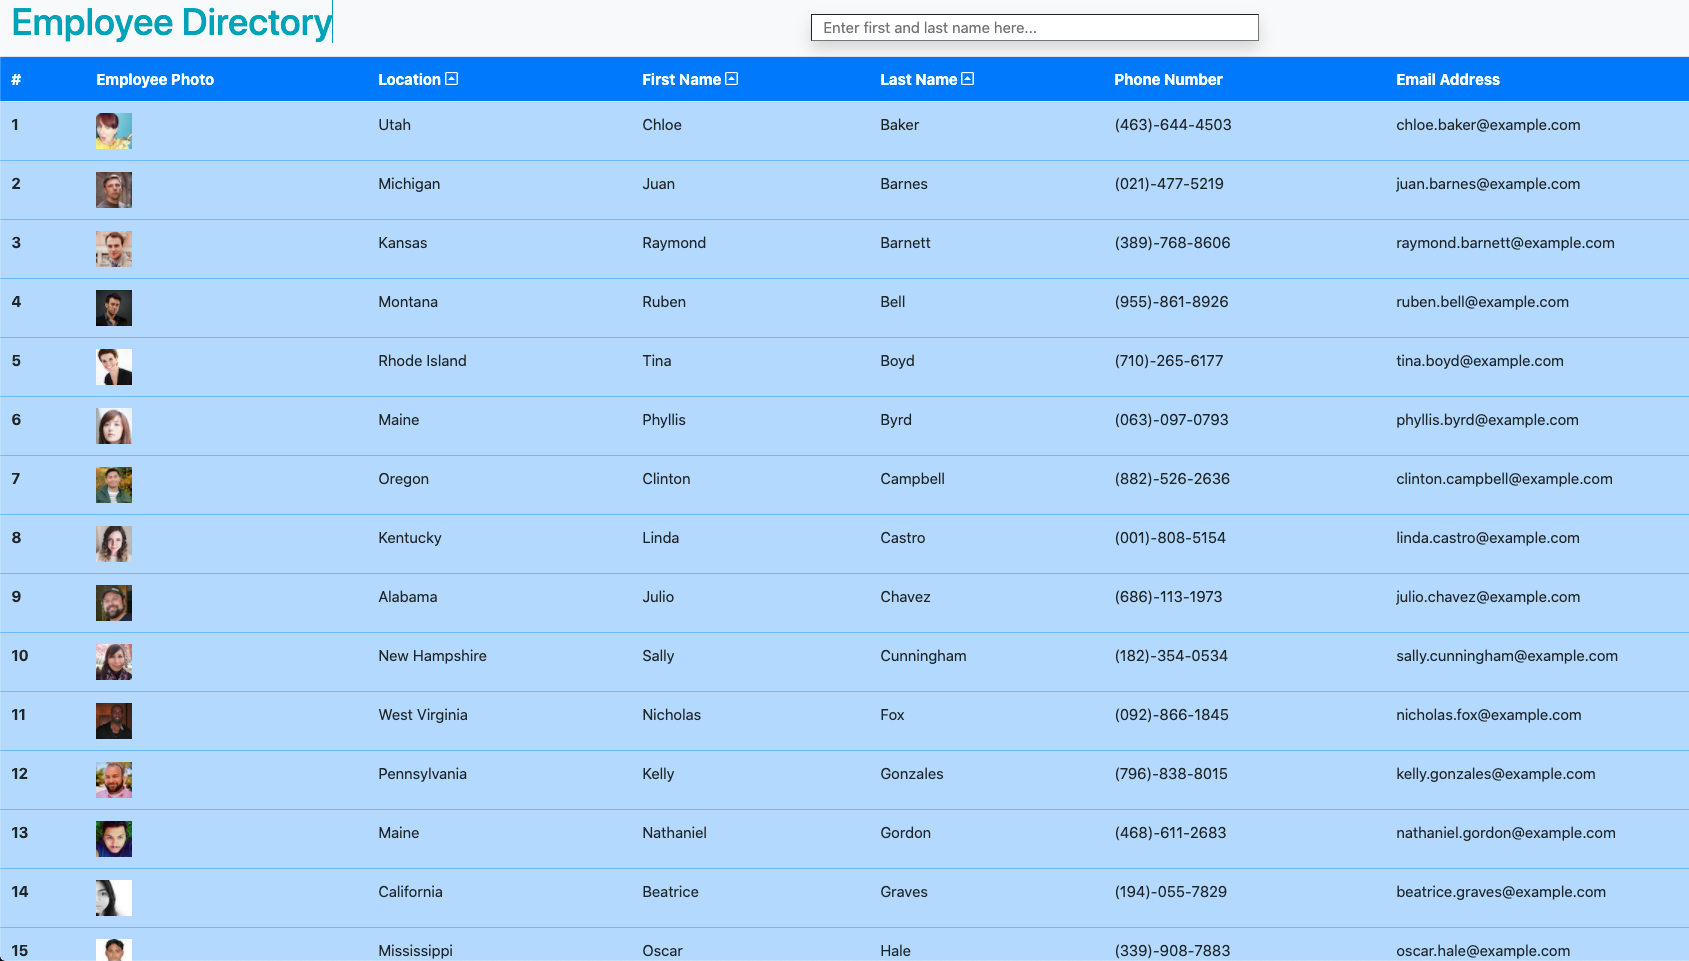 Employee Directory
Enter first and last name here...
# Employee Photo Location First Name Last Name Phone Number Email Address
1 Utah Chloe Baker (463)-644-4503 chloe.baker@example.com
2 Michigan Juan Barnes (021)-477-5219 juan.barnes@example.com
3 Kansas Raymond Barnett (389)-768-8606 raymond.barnett@example.com
4 Montana Ruben Bell (955)-861-8926 ruben.bell@example.com
5 Rhode Island Tina Boyd (710)-265-6177 tina.boyd@example.com
6 Maine Phyllis Byrd (063)-097-0793 phyllis.byrd@example.com
7 Oregon Clinton Campbell (882)-526-2636 clinton.campbell@example.com
8 Kentucky Linda Castro (001)-808-5154 linda.castro@example.com
9 Alabama Julio Chavez (686)-113-1973 julio.chavez@example.com
10 New Hampshire Sally Cunningham (182)-354-0534 sally.cunningham@example.com
11 West Virginia Nicholas Fox (092)-866-1845 nicholas.fox@example.com
12 Pennsylvania Kelly Gonzales (796)-838-8015 kelly.gonzales@example.com
13 Maine Nathaniel Gordon (468)-611-2683 nathaniel.gordon@example.com
14 California Beatrice Graves (194)-055-7829 beatrice.graves@example.com
15 Mississippi Oscar Hale (339)-908-7883 oscar.hale@example.com